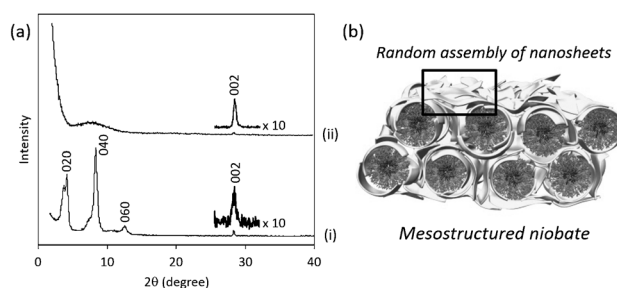 (a)
Intensity
002
x 10
(ii)
020
040
060
002
x 10
(i)
0
10
20
30
40
2θ (degree)
(b)
Random assembly of nanosheets
Mesostructured niobate